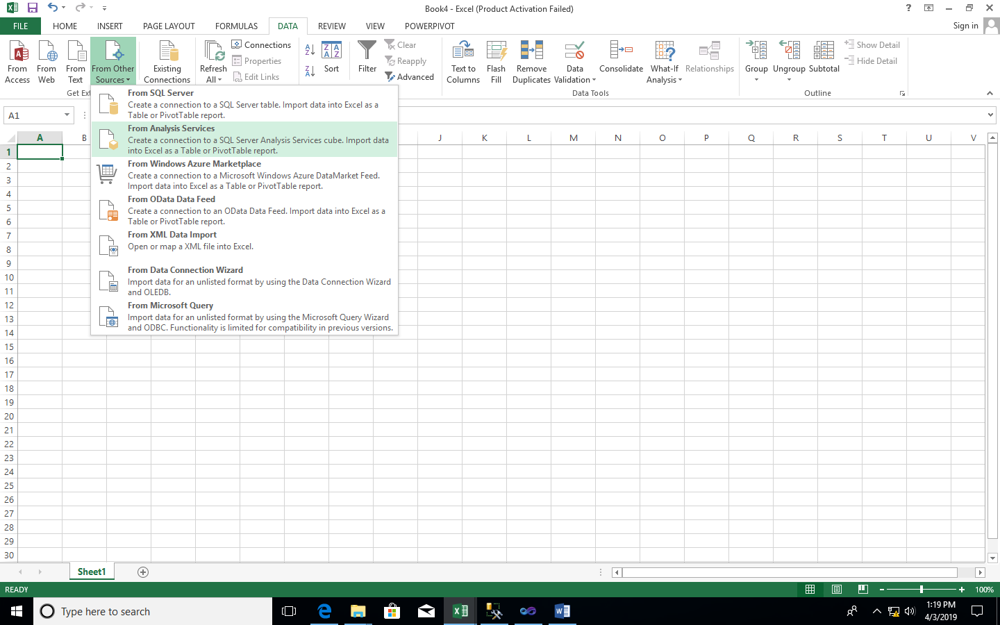 Book4 - Excel (Product Activation Failed)
FILE HOME INSERT PAGE LAYOUT FORMULAS DATA REVIEW VIEW POWERPIVOT Sign in
From Access
From Web
From Text
From Other Sources
Existing Connections
Refresh All
Connections
Properties
Edit Links
Sort
Filter
Clear
Reapply
Advanced
Text to Columns
Flash Fill
Remove Duplicates
Data Validation
Consolidate
What-If Analysis
Relationships
Group
Ungroup
Subtotal
Show Detail
Hide Detail
Get Ext
Data Tools
Outline
A1
From SQL Server
Create a connection to a SQL Server table. Import data into Excel as a
Table or PivotTable report.
From Analysis Services
Create a connection to a SQL Server Analysis Services cube. Import data
into Excel as a Table or PivotTable report.
From Windows Azure Marketplace
Create a connection to a Microsoft Windows Azure DataMarket Feed.
Import data into Excel as a Table or PivotTable report.
From OData Data Feed
Create a connection to an OData Data Feed. Import data into Excel as a
Table or PivotTable report.
From XML Data Import
Open or map a XML file into Excel.
From Data Connection Wizard
Import data for an unlisted format by using the Data Connection Wizard
and OLEDB.
From Microsoft Query
Import data for an unlisted format by using the Microsoft Query Wizard
and ODBC. Functionality is limited for compatibility in previous versions.
A B J K L M N O P Q R S T U V
1
2
3
4
5
6
7
8
9
10
11
12
13
14
15
16
17
18
19
20
21
22
23
24
25
26
27
28
29
30
Sheet1
READY
100%
Type here to search
1:19 PM
4/3/2019